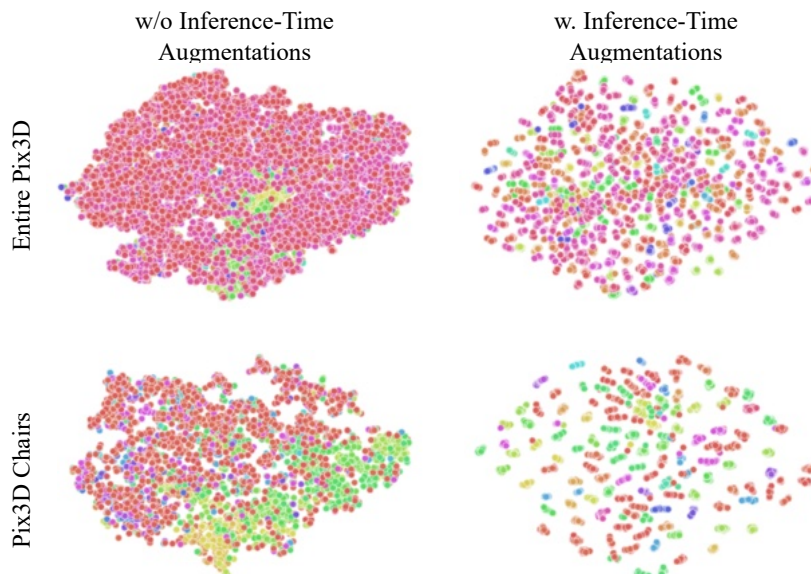 w/o Inference-Time
Augmentations
w. Inference-Time
Augmentations
Entire Pix3D
Pix3D Chairs